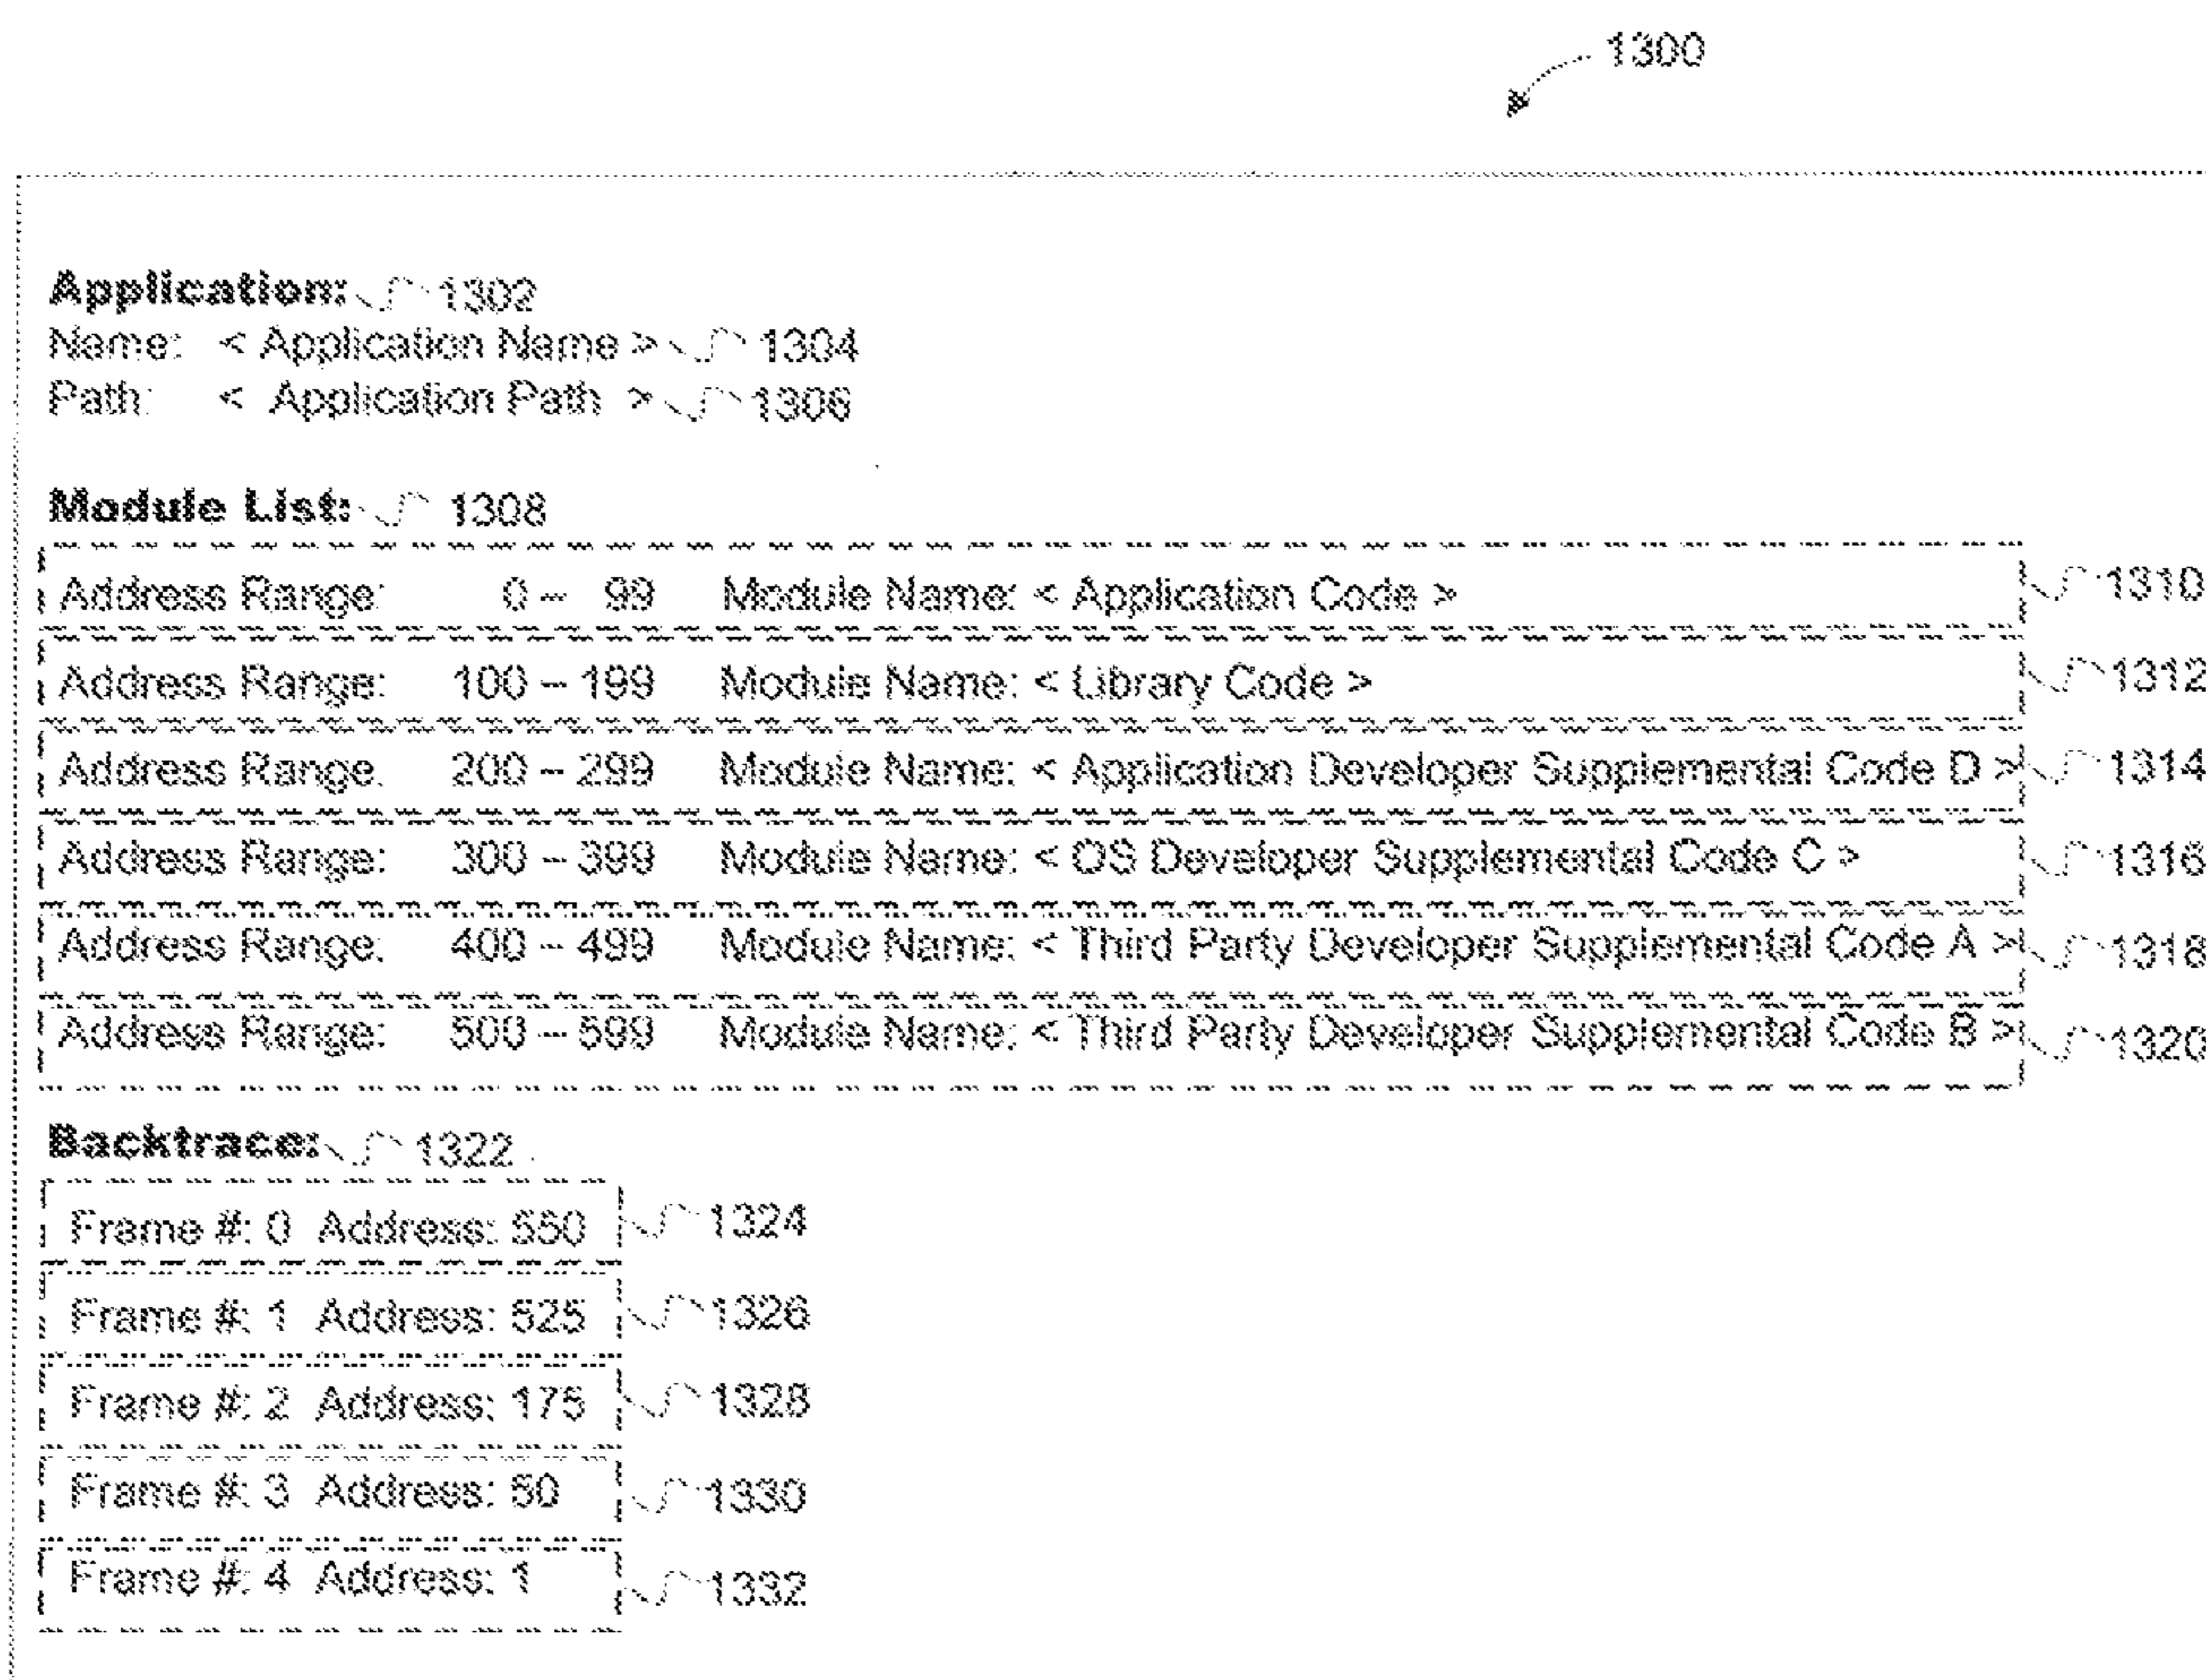 1300
Application: 1302
Name: < Application Name > 1304
Path: < Application Path > 1306
Module List: 1308
Address Range: 0 – 99 Module Name: < Application Code > 1310
Address Range: 100 – 199 Module Name: < Library Code > 1312
Address Range: 200 – 299 Module Name: < Application Developer Supplemental Code D > 1314
Address Range: 300 – 399 Module Name: < OS Developer Supplemental Code C > 1316
Address Range: 400 – 499 Module Name: < Third Party Developer Supplemental Code A > 1318
Address Range: 500 – 599 Module Name: < Third Party Developer Supplemental Code B > 1320
Backtrace: 1322
Frame #: 0 Address: 550 1324
Frame #: 1 Address: 525 1326
Frame #: 2 Address: 175 1328
Frame #: 3 Address: 50 1330
Frame #: 4 Address: 1 1332